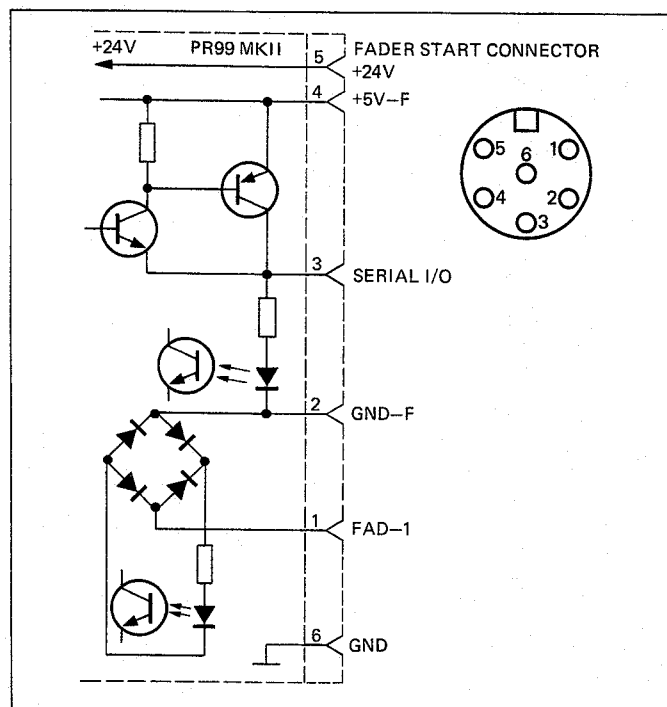 +24V PR99 MKII 5 FADER START CONNECTOR
+24V
4 +5V–F
5 6 1
4 2
3
3 SERIAL I/O
2 GND–F
1 FAD–1
6 GND